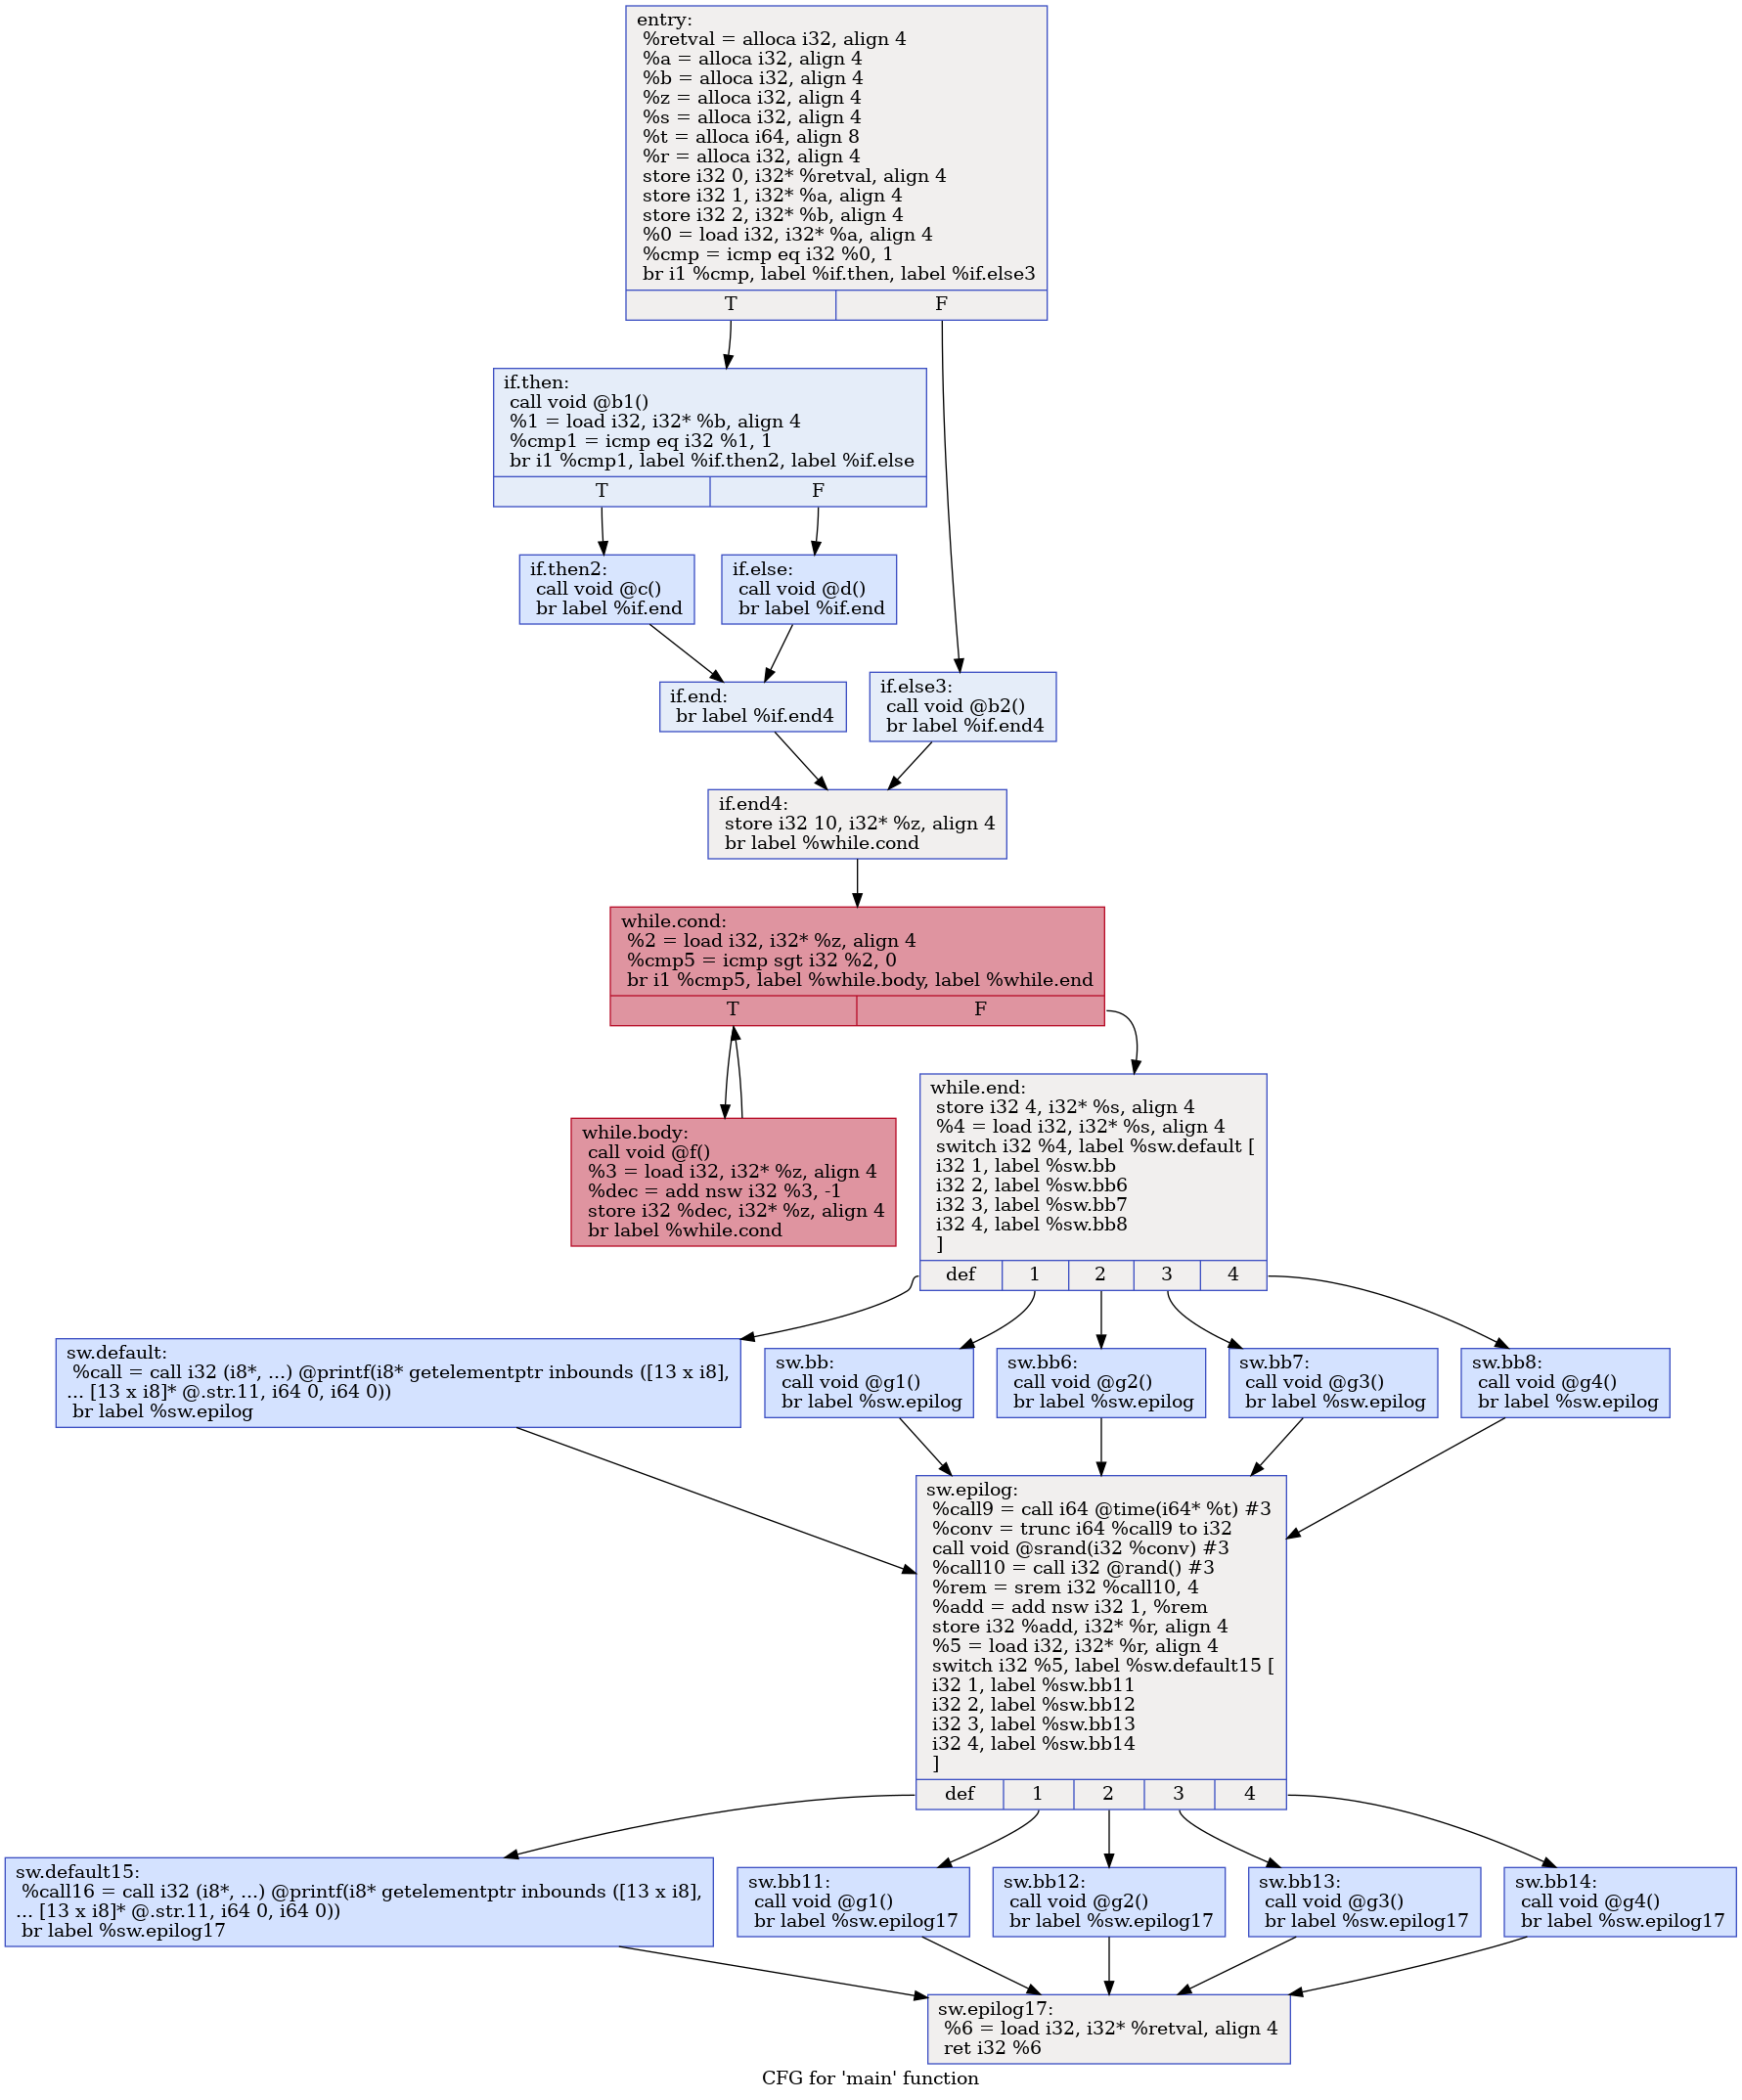 entry:
%retval = alloca i32, align 4
%a = alloca i32, align 4
%b = alloca i32, align 4
%z = alloca i32, align 4
%s = alloca i32, align 4
%t = alloca i64, align 8
%r = alloca i32, align 4
store i32 0, i32* %retval, align 4
store i32 1, i32* %a, align 4
store i32 2, i32* %b, align 4
%0 = load i32, i32* %a, align 4
%cmp = icmp eq i32 %0, 1
br i1 %cmp, label %if.then, label %if.else3
T F
if.then:
call void @b1()
%1 = load i32, i32* %b, align 4
%cmp1 = icmp eq i32 %1, 1
br i1 %cmp1, label %if.then2, label %if.else
T F
if.then2:
call void @c()
br label %if.end
if.else:
call void @d()
br label %if.end
if.end:
br label %if.end4
if.else3:
call void @b2()
br label %if.end4
if.end4:
store i32 10, i32* %z, align 4
br label %while.cond
while.cond:
%2 = load i32, i32* %z, align 4
%cmp5 = icmp sgt i32 %2, 0
br i1 %cmp5, label %while.body, label %while.end
T F
while.body:
call void @f()
%3 = load i32, i32* %z, align 4
%dec = add nsw i32 %3, -1
store i32 %dec, i32* %z, align 4
br label %while.cond
while.end:
store i32 4, i32* %s, align 4
%4 = load i32, i32* %s, align 4
switch i32 %4, label %sw.default [
i32 1, label %sw.bb
i32 2, label %sw.bb6
i32 3, label %sw.bb7
i32 4, label %sw.bb8
]
def 1 2 3 4
sw.default:
%call = call i32 (i8*, ...) @printf(i8* getelementptr inbounds ([13 x i8],
... [13 x i8]* @.str.11, i64 0, i64 0))
br label %sw.epilog
sw.bb:
call void @g1()
br label %sw.epilog
sw.bb6:
call void @g2()
br label %sw.epilog
sw.bb7:
call void @g3()
br label %sw.epilog
sw.bb8:
call void @g4()
br label %sw.epilog
sw.epilog:
%call9 = call i64 @time(i64* %t) #3
%conv = trunc i64 %call9 to i32
call void @srand(i32 %conv) #3
%call10 = call i32 @rand() #3
%rem = srem i32 %call10, 4
%add = add nsw i32 1, %rem
store i32 %add, i32* %r, align 4
%5 = load i32, i32* %r, align 4
switch i32 %5, label %sw.default15 [
i32 1, label %sw.bb11
i32 2, label %sw.bb12
i32 3, label %sw.bb13
i32 4, label %sw.bb14
]
def 1 2 3 4
sw.default15:
%call16 = call i32 (i8*, ...) @printf(i8* getelementptr inbounds ([13 x i8],
... [13 x i8]* @.str.11, i64 0, i64 0))
br label %sw.epilog17
sw.bb11:
call void @g1()
br label %sw.epilog17
sw.bb12:
call void @g2()
br label %sw.epilog17
sw.bb13:
call void @g3()
br label %sw.epilog17
sw.bb14:
call void @g4()
br label %sw.epilog17
sw.epilog17:
%6 = load i32, i32* %retval, align 4
ret i32 %6
CFG for 'main' function